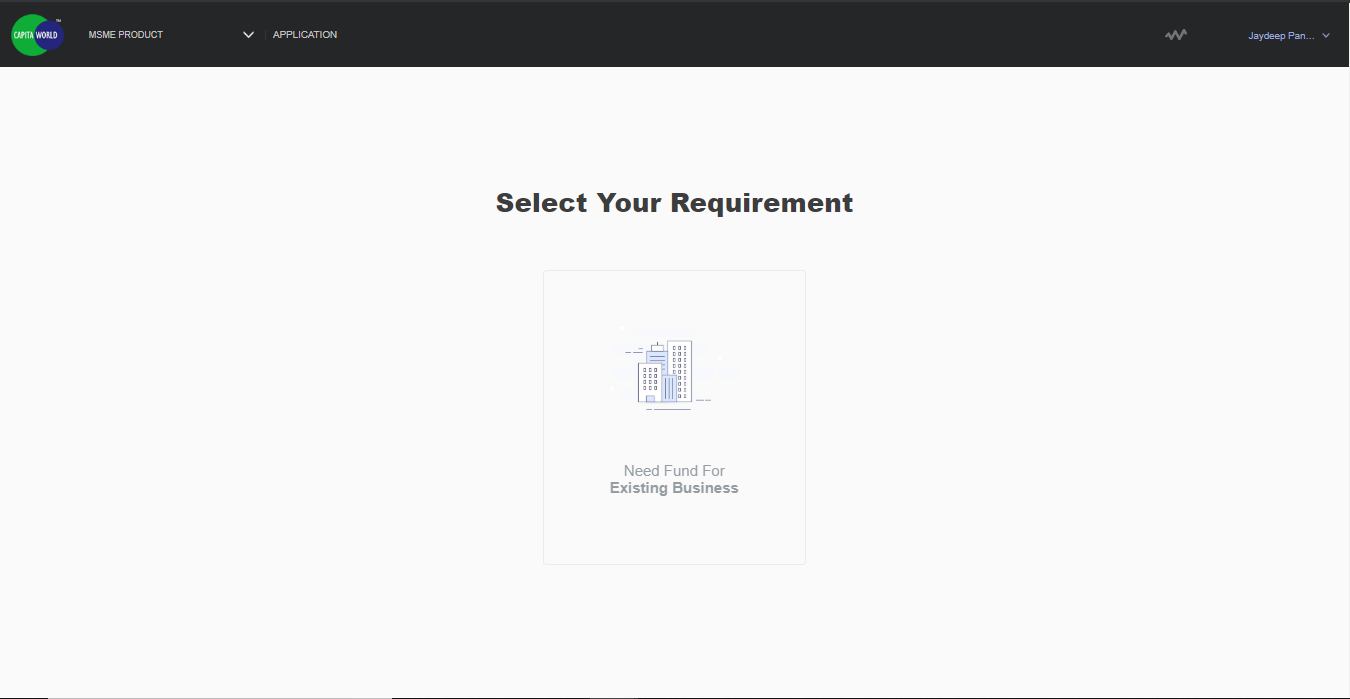 CAPITA WORLD
TM
MSME PRODUCT
APPLICATION
Jaydeep Pan...
Select Your Requirement
Need Fund For
Existing Business